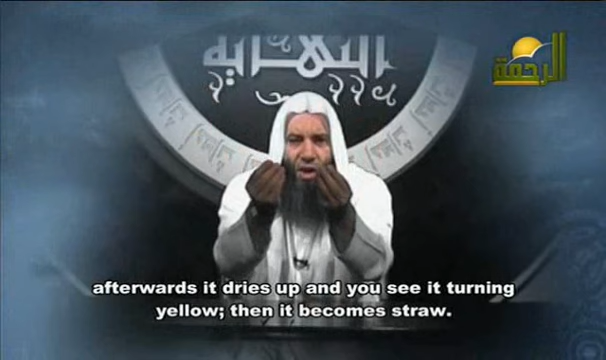 النهاية
الرحمة
afterwards it dries up and you see it turning
yellow; then it becomes straw.